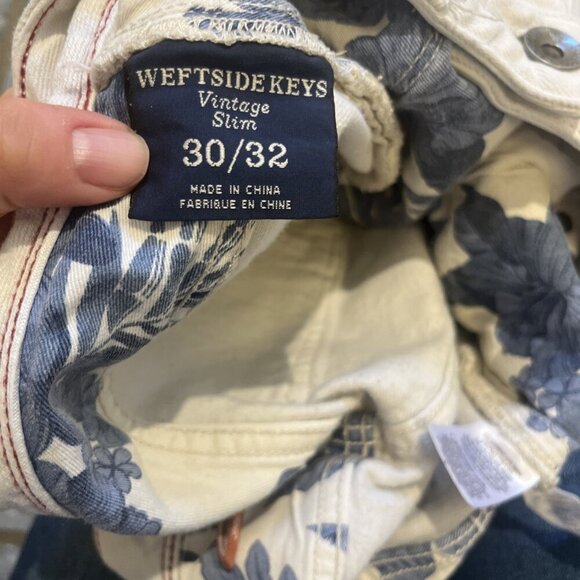 WEFTSIDE KEYS
Vintage
Slim
30/32
MADE IN CHINA
FABRIQUE EN CHINE